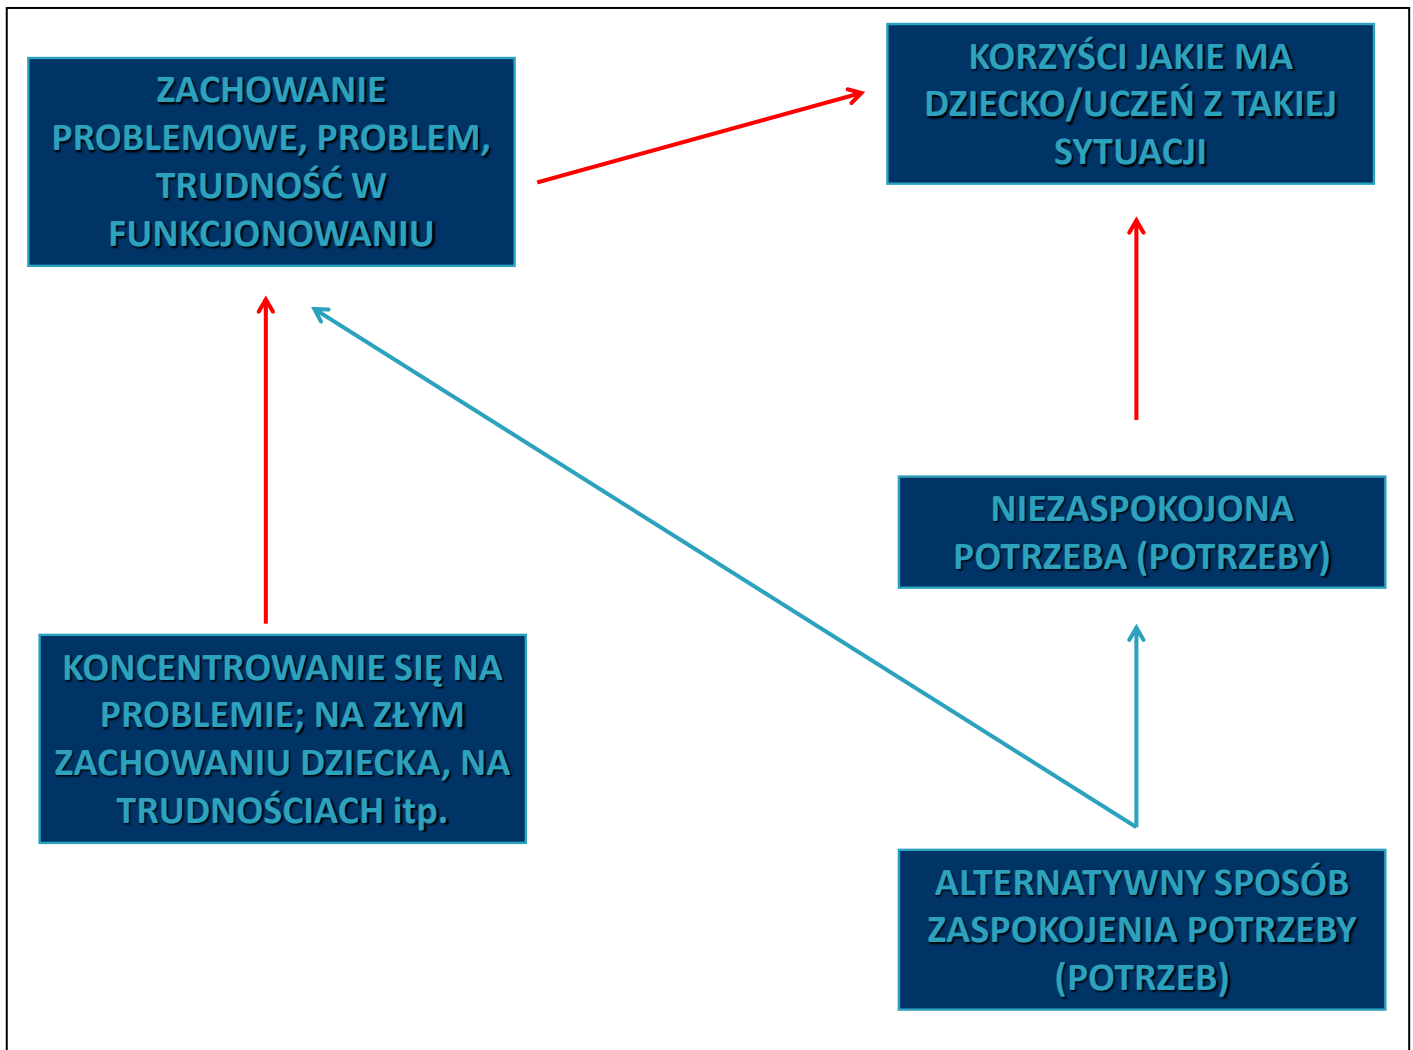 ZACHOWANIE
PROBLEMOWE, PROBLEM,
TRUDNOŚĆ W
FUNKCJONOWANIU
KORZYŚCI JAKIE MA
DZIECKO/UCZEŃ Z TAKIEJ
SYTUACJI
NIEZASPOKOJONA
POTRZEBA (POTRZEBY)
KONCENTROWANIE SIĘ NA
PROBLEMIE; NA ZŁYM
ZACHOWANIU DZIECKA, NA
TRUDNOŚCIACH itp.
ALTERNATYWNY SPOSÓB
ZASPOKOJENIA POTRZEBY
(POTRZEB)